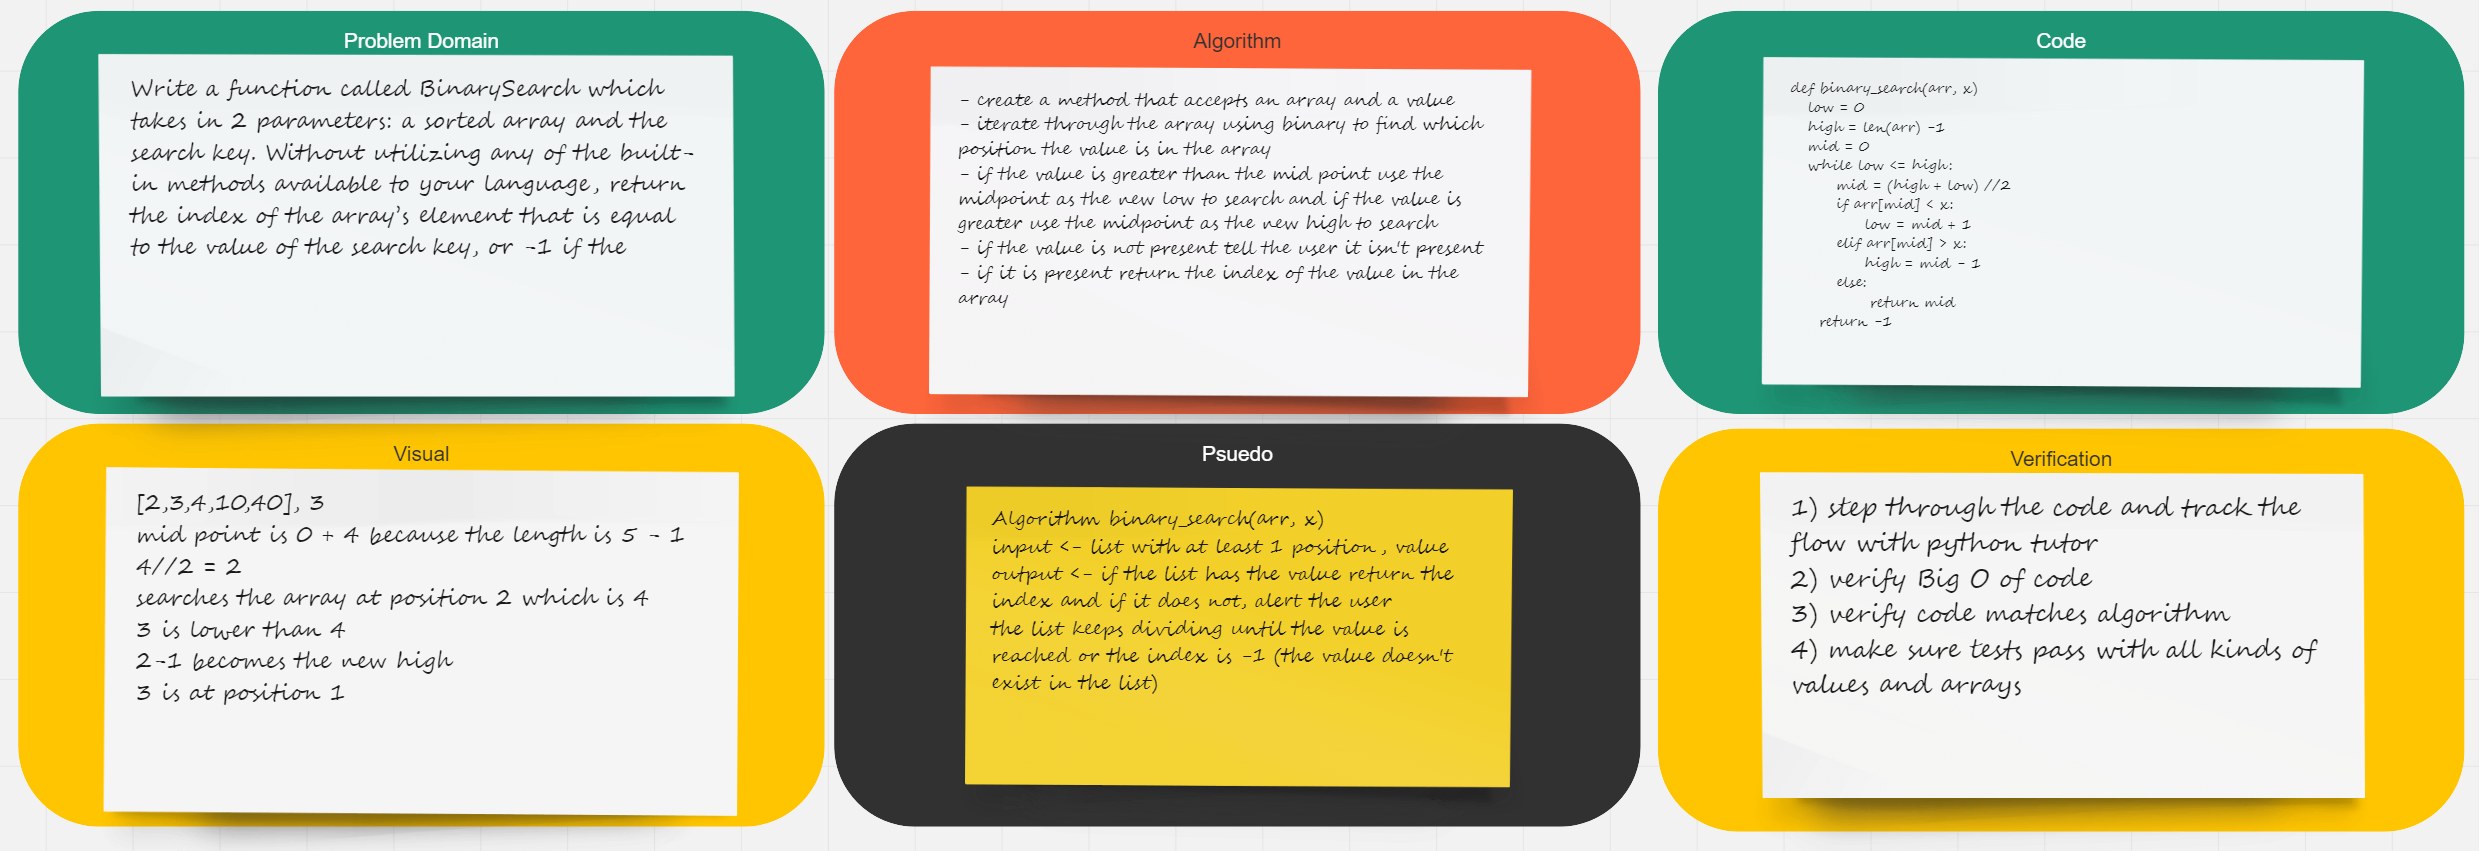 Problem Domain
Write a function called BinarySearch which
takes in 2 parameters: a sorted array and the
search key. Without utilizing any of the built-
in methods available to your language, return
the index of the array's element that is equal
to the value of the search key, or -1 if the
Algorithm
- create a method that accepts an array and a value
- iterate through the array using binary to find which
position the value is in the array
- if the value is greater than the mid point use the
midpoint as the new low to search and if the value is
greater use the midpoint as the new high to search
- if the value is not present tell the user it isn't present
- if it is present return the index of the value in the
array
Code
def binary_search(arr, x)
low = 0
high = len(arr) -1
mid = 0
while low <= high:
mid = (high + low) //2
if arr[mid] < x:
low = mid + 1
elif arr[mid] > x:
high = mid - 1
else:
return mid
return -1
Visual
[2,3,4,10,40], 3
mid point is 0 + 4 because the length is 5 - 1
4//2 = 2
searches the array at position 2 which is 4
3 is lower than 4
2-1 becomes the new high
3 is at position 1
Psuedo
Algorithm binary_search(arr, x)
input <- list with at least 1 position , value
output <- if the list has the value return the
index and if it does not, alert the user
the list keeps dividing until the value is
reached or the index is -1 (the value doesn't
exist in the list)
Verification
1) step through the code and track the
flow with python tutor
2) verify Big O of code
3) verify code matches algorithm
4) make sure tests pass with all kinds of
values and arrays